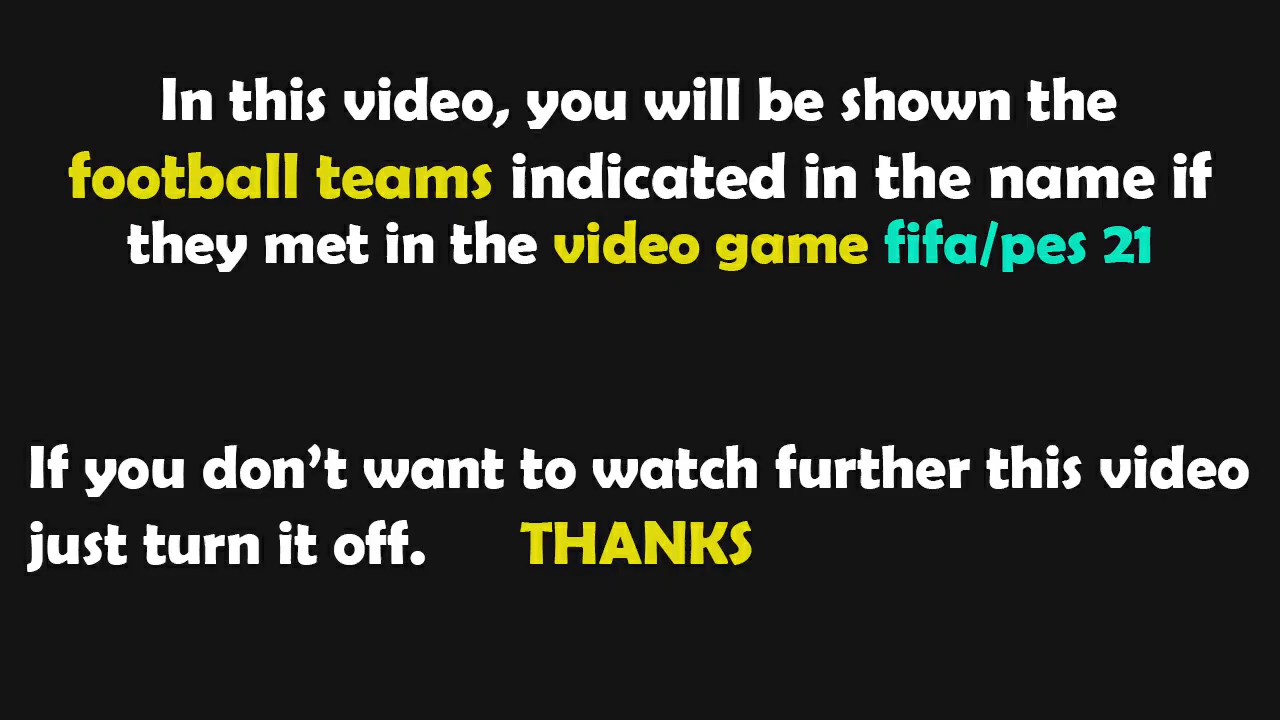 In this video, you will be shown the
football teams indicated in the name if
they met in the video game fifa/pes 21
If you don't want to watch further this video
just turn it off. THANKS